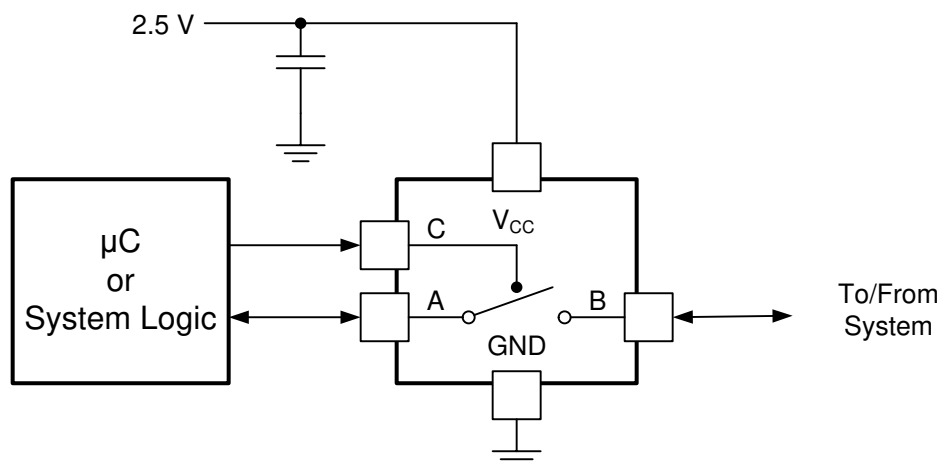 2.5 V
µC
or
System Logic
C
V_CC
A
B
GND
To/From
System